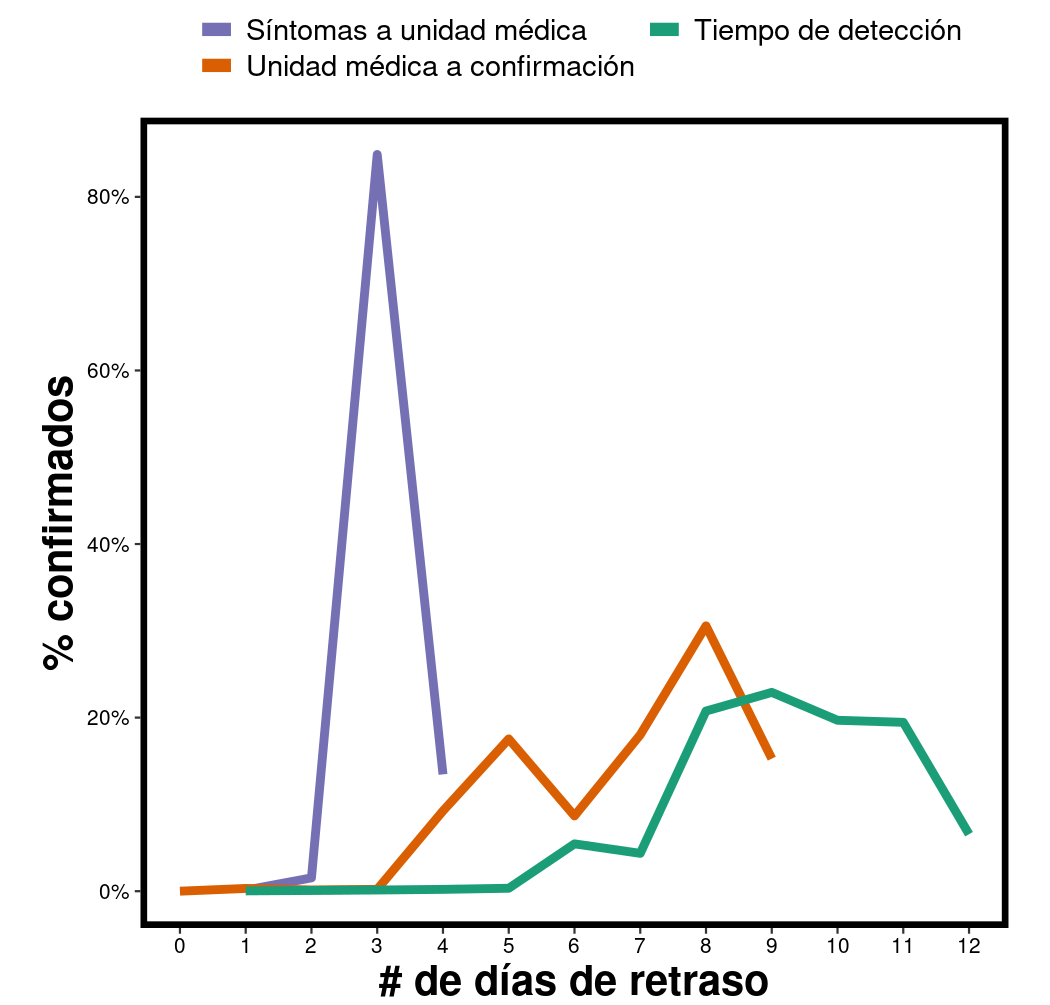 Síntomas a unidad médica
Tiempo de detección
Unidad médica a confirmación
80%
60%
40%
20%
0%
% confirmados
0 1 2 3 4 5 6 7 8 9 10 11 12
# de días de retraso